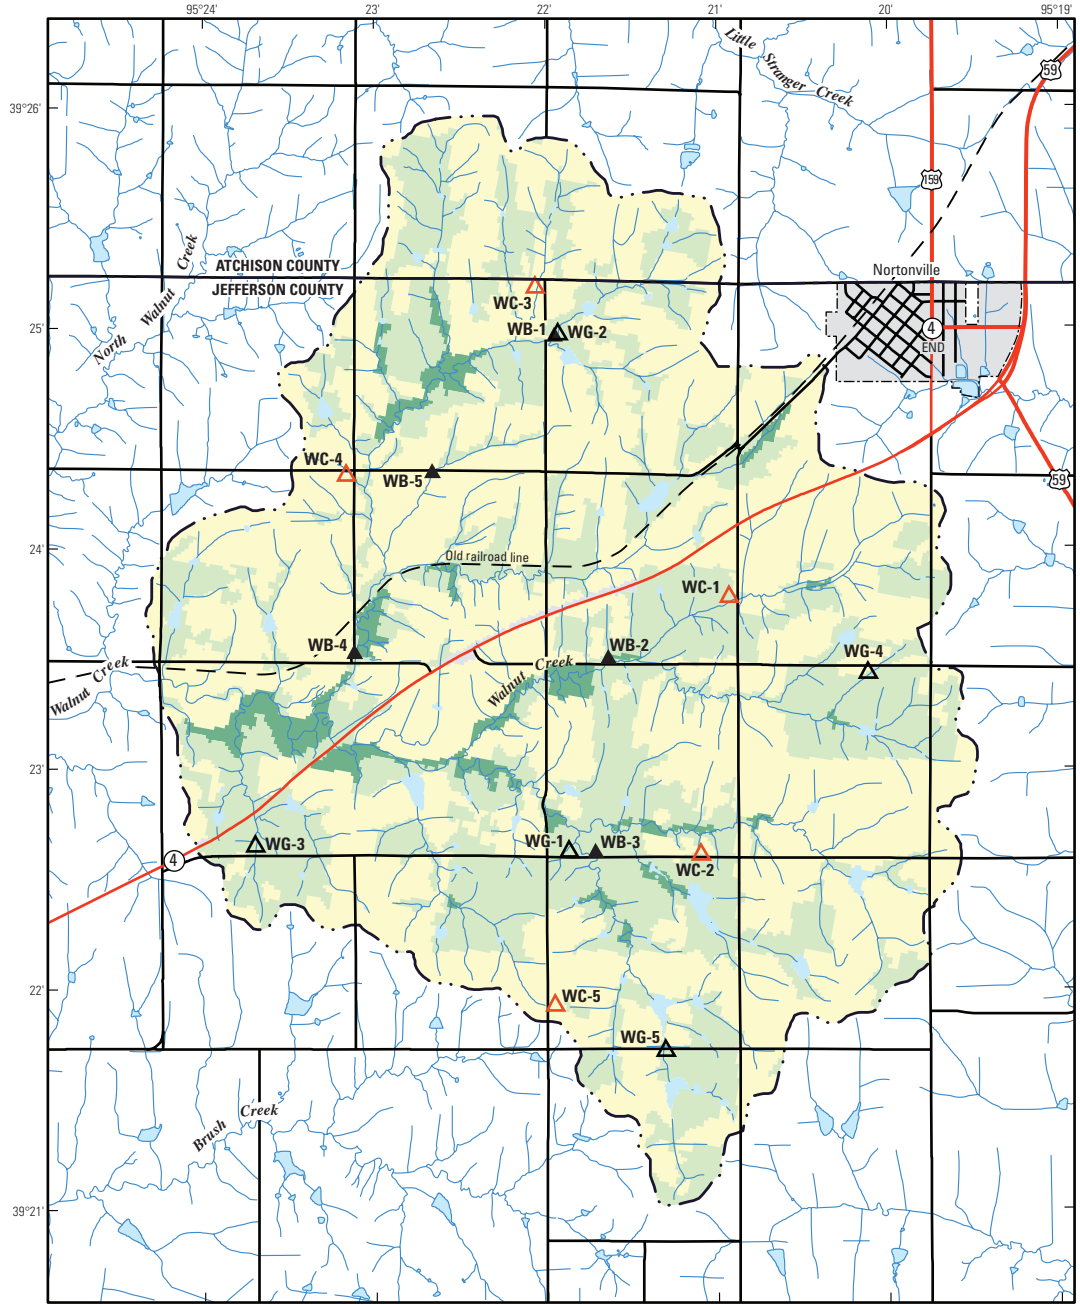 95°24'
23'
22'
21'
20'
95°19'
Little Stranger Creek
59
39°26'
159
North Walnut Creek
ATCHISON COUNTY
JEFFERSON COUNTY
Nortonville
WC-3
25'
WB-1
WG-2
4
END
WC-4
WB-5
59
24'
Old railroad line
WC-1
WB-4
WB-2
WG-4
Walnut Creek
Walnut Creek
23'
WG-3
WG-1
WB-3
WC-2
4
22'
WC-5
WG-5
Brush Creek
39°21'